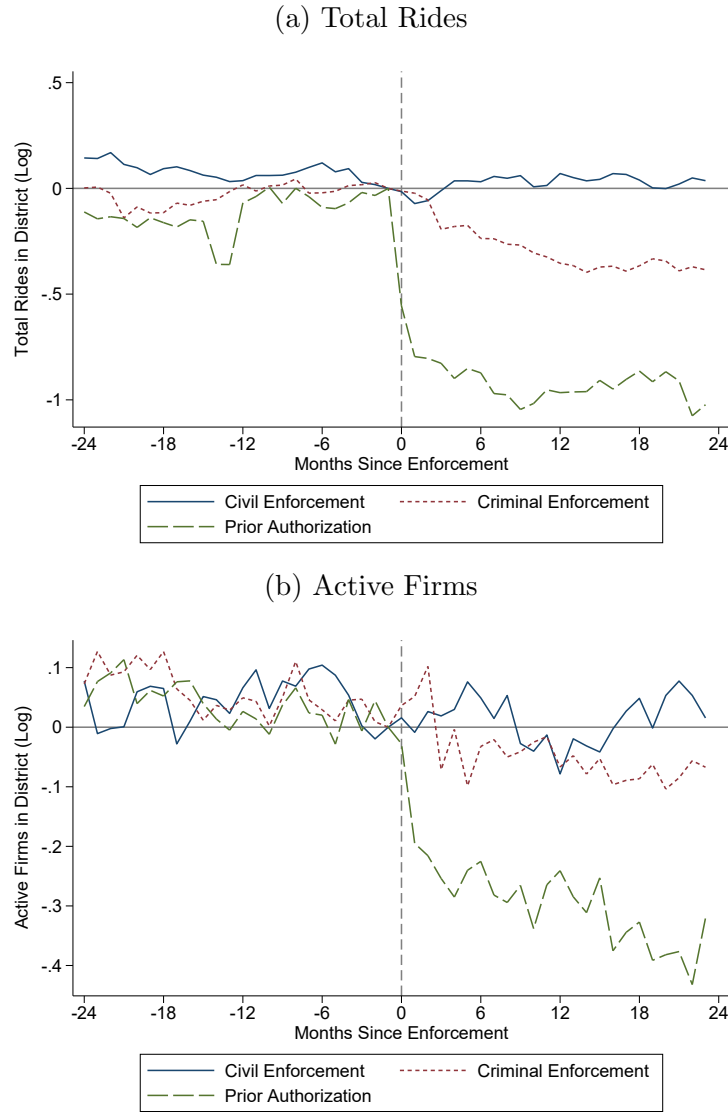 (a) Total Rides
.5
0
-.5
-1
Total Rides in District (Log)
-24 -18 -12 -6 0 6 12 18 24
Months Since Enforcement
Civil Enforcement Criminal Enforcement
Prior Authorization
(b) Active Firms
.1
0
-.1
-.2
-.3
-.4
Active Firms in District (Log)
-24 -18 -12 -6 0 6 12 18 24
Months Since Enforcement
Civil Enforcement Criminal Enforcement
Prior Authorization